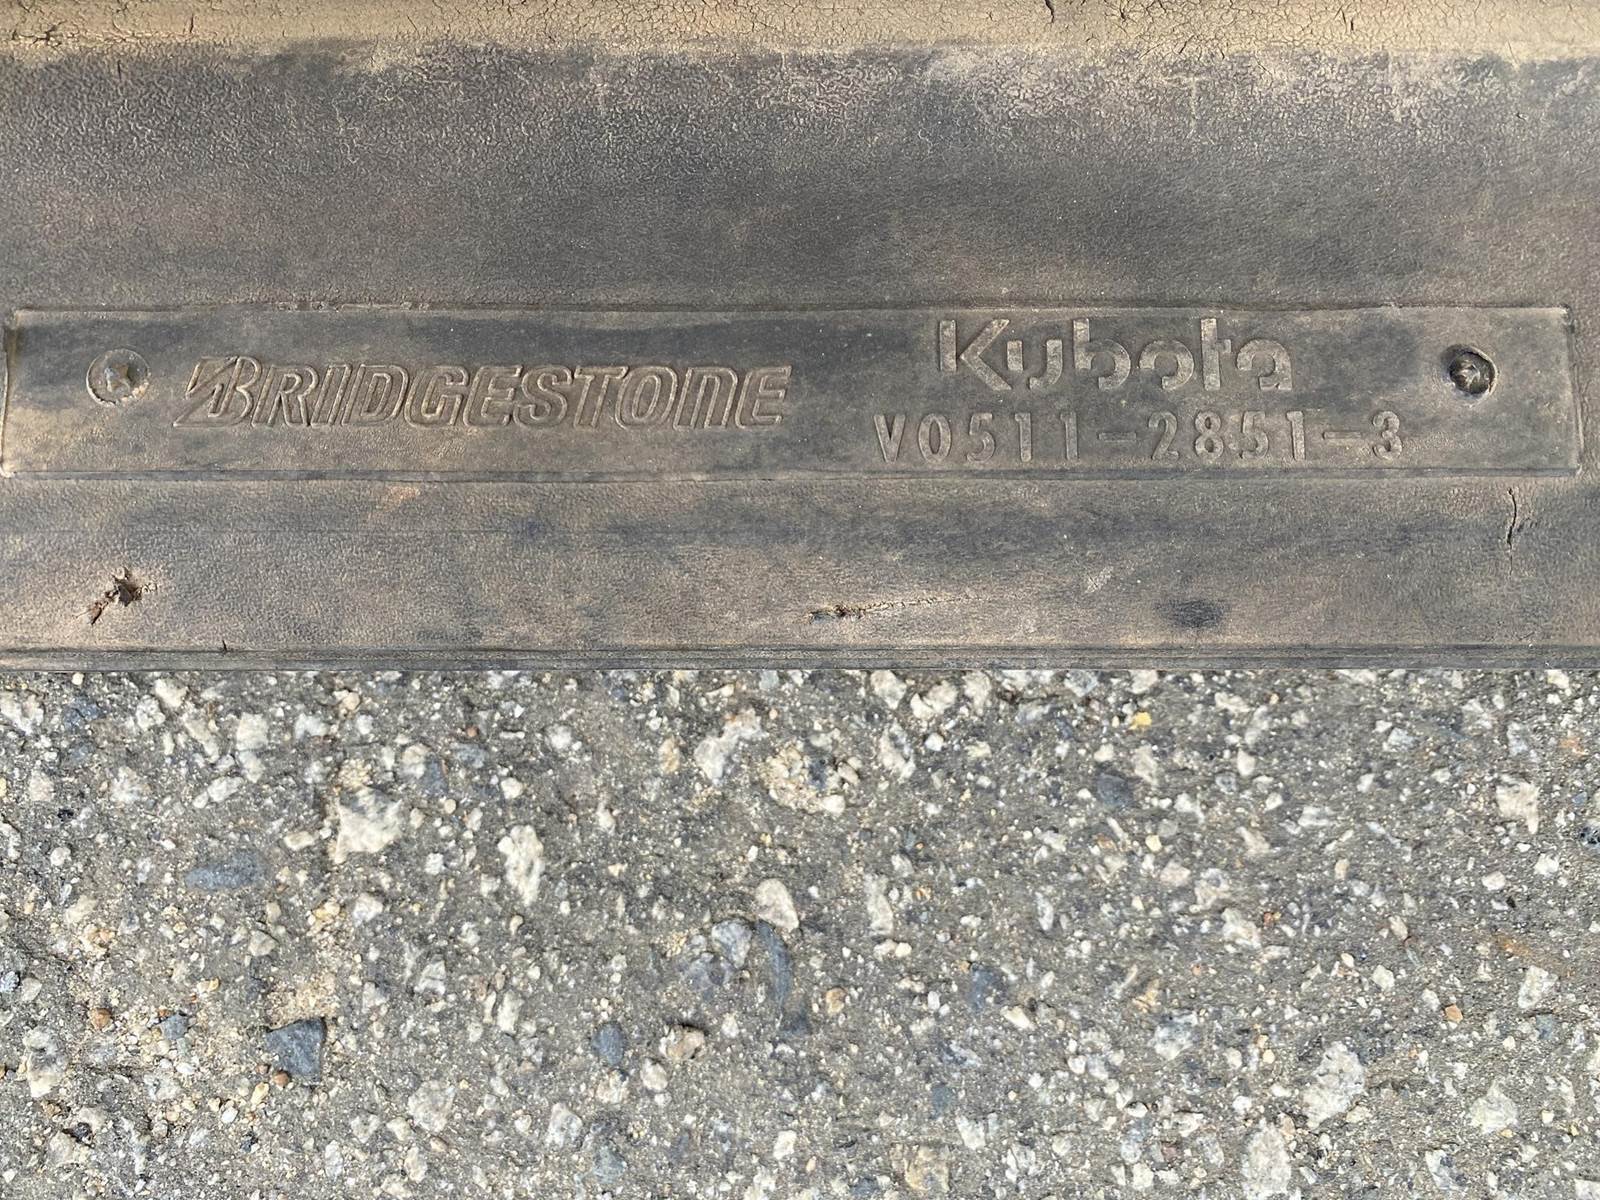 BRIDGESTONE
Kubota
V0511-2851-3